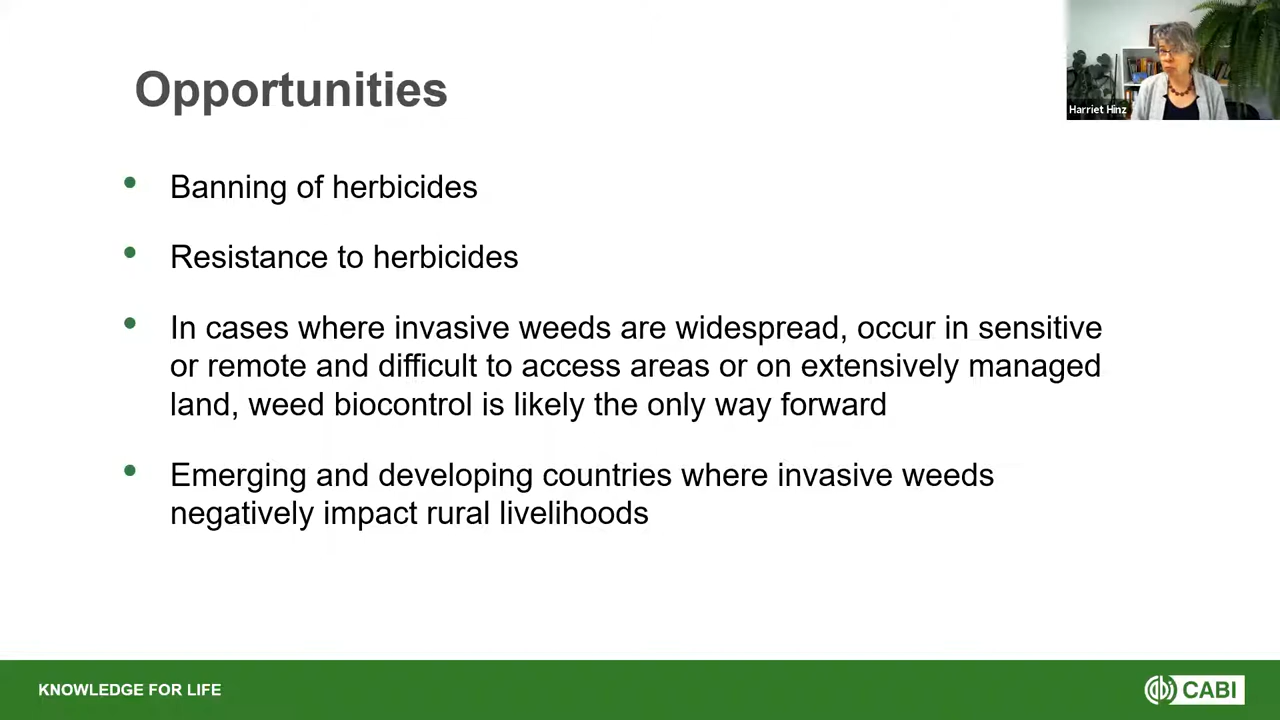 Opportunities
Harriet Hinz
Banning of herbicides
Resistance to herbicides
In cases where invasive weeds are widespread, occur in sensitive
or remote and difficult to access areas or on extensively managed
land, weed biocontrol is likely the only way forward
Emerging and developing countries where invasive weeds
negatively impact rural livelihoods
KNOWLEDGE FOR LIFE
CABI